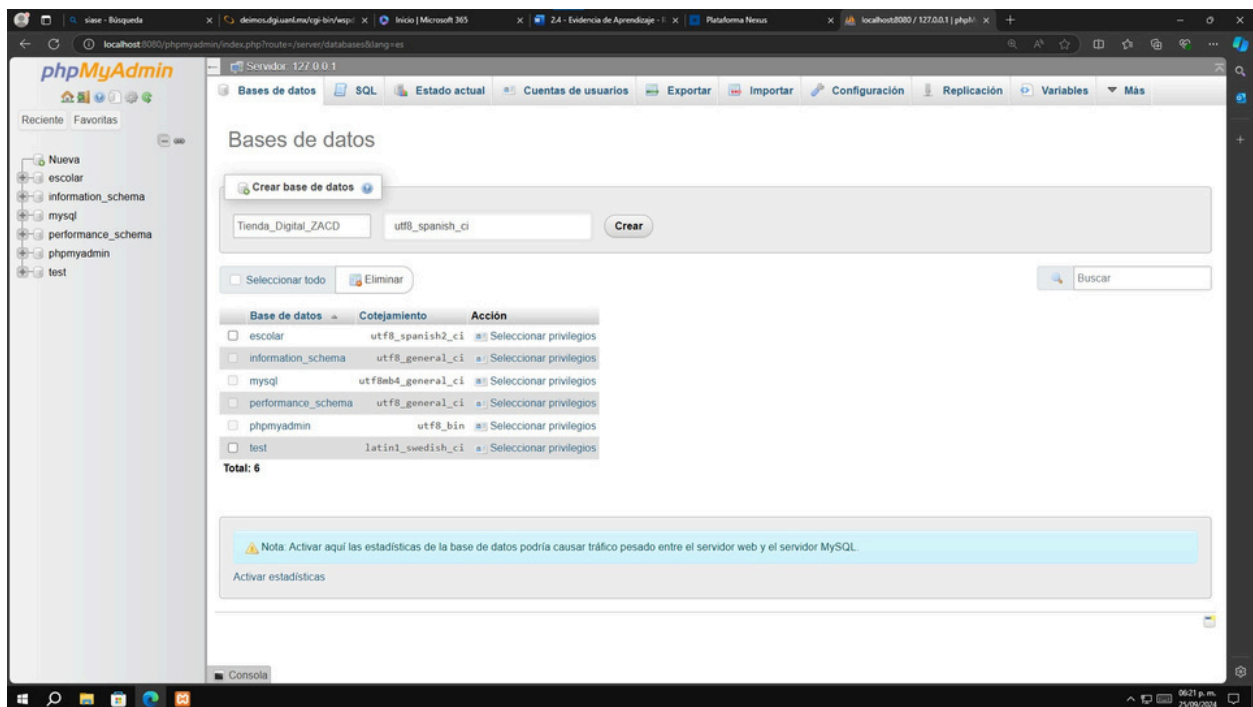 siase - Búsqueda
deimos.dgi.uanl.mx/cgi-bin/wspd
Inicio | Microsoft 365
2.4 - Evidencia de Aprendizaje - E
Plataforma Nexus
localhost:8080 / 127.0.0.1 | phpM
localhost:8080/phpmyadmin/index.php?route=/server/databases&lang=es
phpMyAdmin
Reciente Favoritas
Nueva
escolar
information_schema
mysql
performance_schema
phpmyadmin
test
Servidor: 127.0.0.1
Bases de datos SQL Estado actual Cuentas de usuarios Exportar Importar Configuración Replicación Variables Más
Bases de datos
Crear base de datos
Tienda_Digital_ZACD utf8_spanish_ci Crear
Seleccionar todo Eliminar Buscar
Base de datos Cotejamiento Acción
escolar utf8_spanish2_ci Seleccionar privilegios
information_schema utf8_general_ci Seleccionar privilegios
mysql utf8mb4_general_ci Seleccionar privilegios
performance_schema utf8_general_ci Seleccionar privilegios
phpmyadmin utf8_bin Seleccionar privilegios
test latin1_swedish_ci Seleccionar privilegios
Total: 6
Nota: Activar aquí las estadísticas de la base de datos podría causar tráfico pesado entre el servidor web y el servidor MySQL.
Activar estadísticas
Consola
06:21 p. m.
25/09/2024